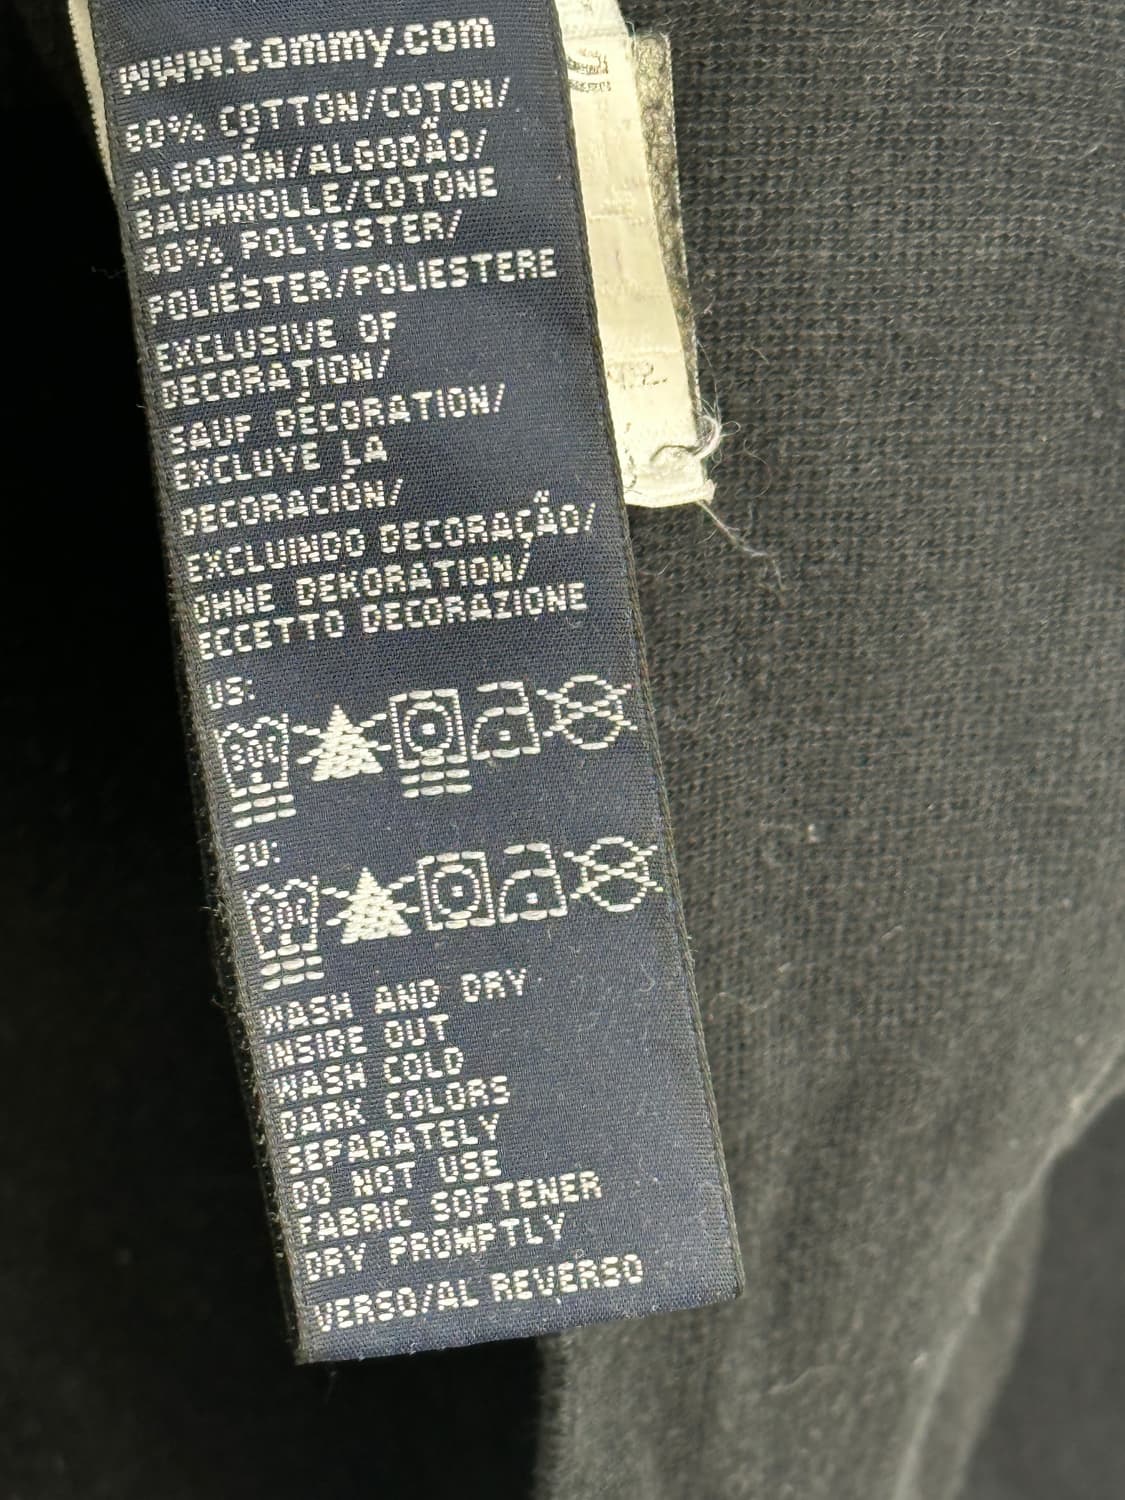 www.tommy.com
60% COTTON/COTON/
ALGODÓN/ALGODÃO/
BAUMWOLLE/COTONE
40% POLYESTER/
POLIÉSTER/POLIESTERE
EXCLUSIVE OF
DECORATION/
SAUF DÉCORATION/
EXCLUYE LA
DECORACIÓN/
EXCLUINDO DECORAÇÃO/
OHNE DEKORATION/
ECCETTO DECORAZIONE
US:
30C
EU:
30C
WASH AND DRY
INSIDE OUT
WASH COLD
DARK COLORS
SEPARATELY
DO NOT USE
FABRIC SOFTENER
DRY PROMPTLY
VERSO/AL REVERSO